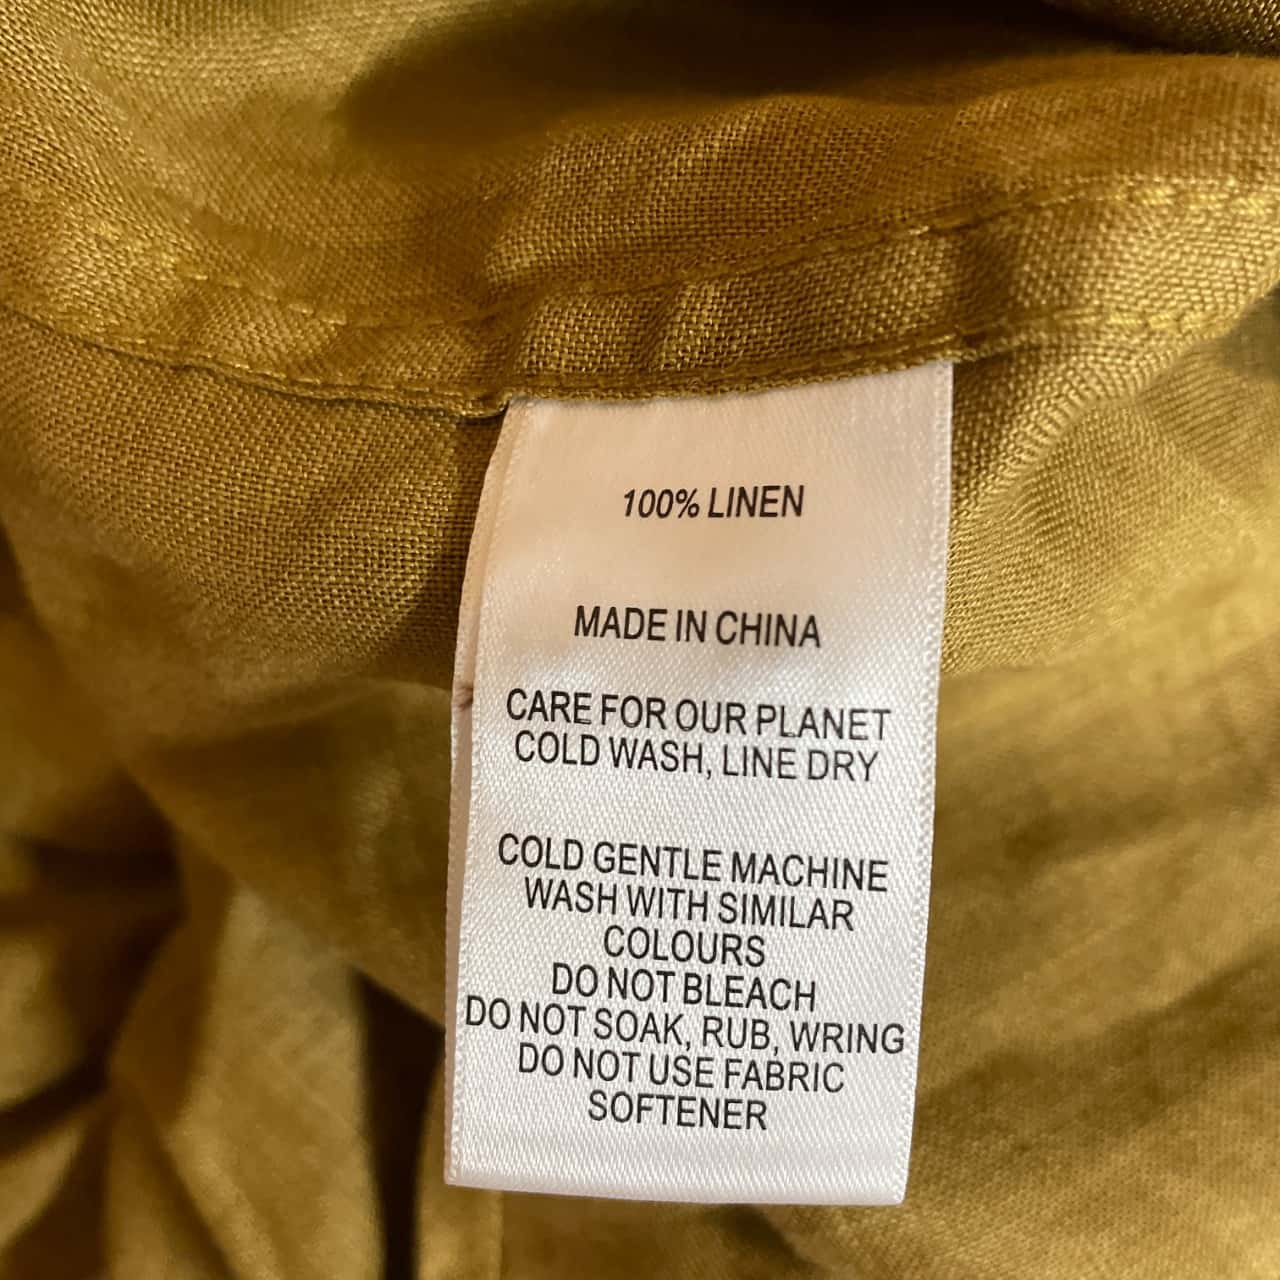 100% LINEN
MADE IN CHINA
CARE FOR OUR PLANET
COLD WASH, LINE DRY
COLD GENTLE MACHINE
WASH WITH SIMILAR
COLOURS
DO NOT BLEACH
DO NOT SOAK, RUB, WRING
DO NOT USE FABRIC
SOFTENER